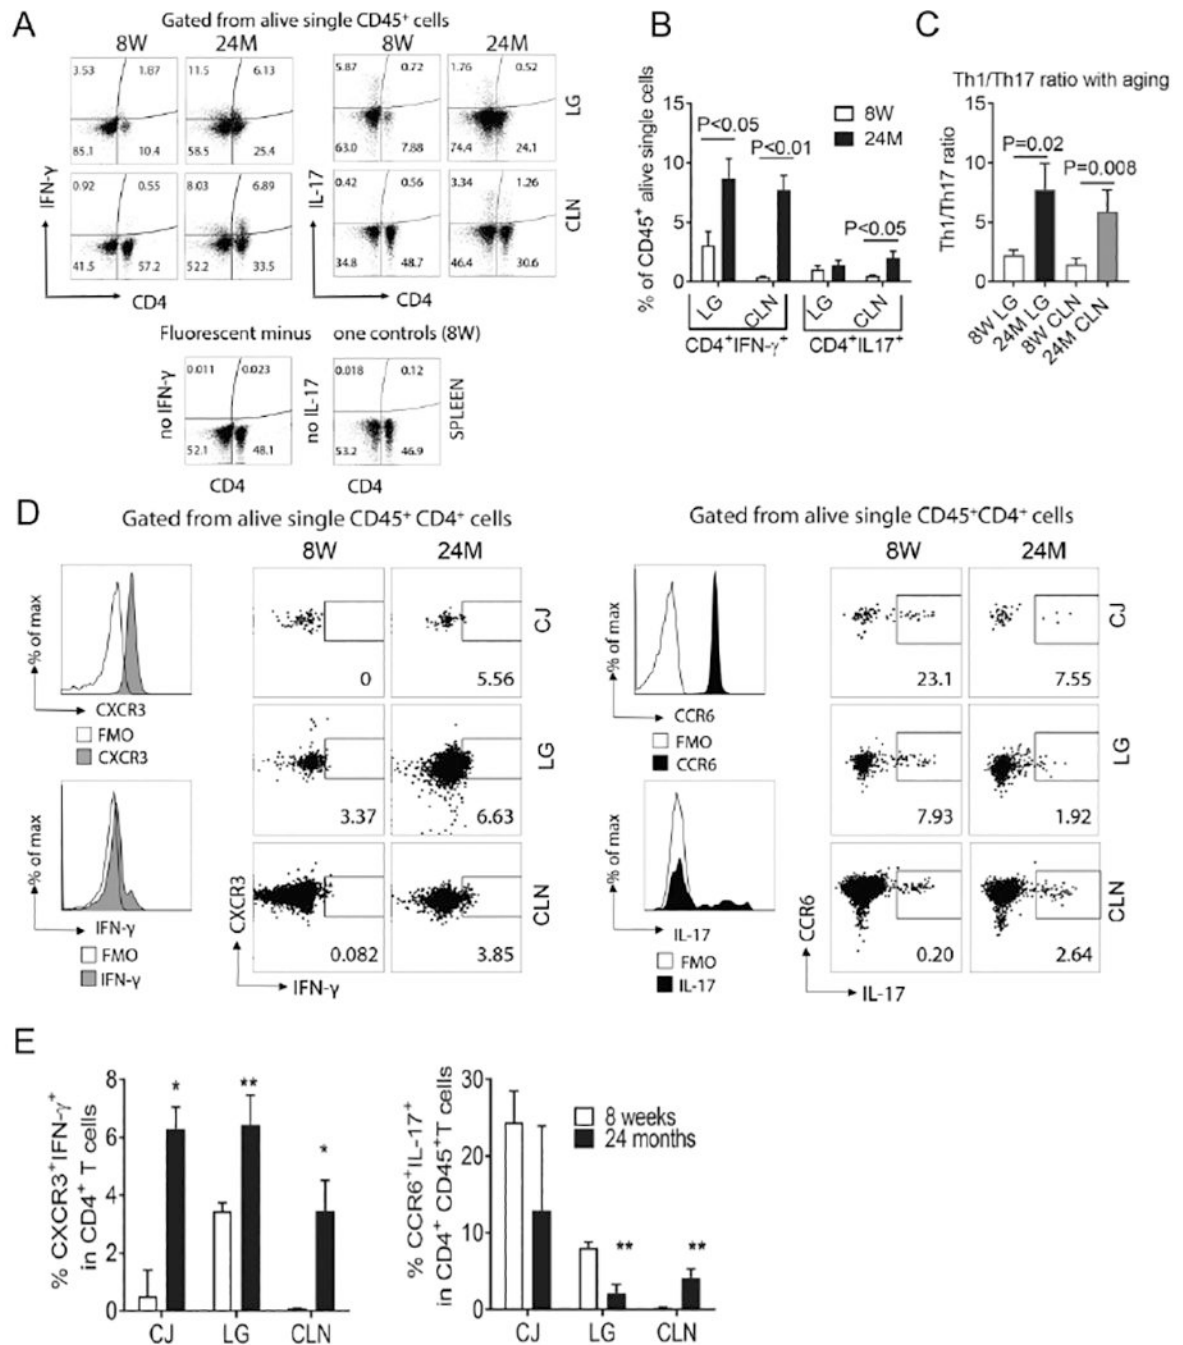 A
Gated from alive single CD45⁺ cells
8W
24M
8W
24M
3.53
1.87
11.5
6.13
85.1
10.4
58.5
25.4
5.87
0.72
1.76
0.52
63.0
7.88
74.4
24.1
LG
0.92
0.55
8.03
6.89
41.5
57.2
52.2
33.5
0.42
0.56
3.34
1.26
34.8
48.7
46.4
30.6
CLN
IFN-γ
CD4
IL-17
CD4
Fluorescent minus one controls (8W)
no IFN-γ
0.011
0.023
52.1
48.1
CD4
no IL-17
0.018
0.12
53.2
46.9
CD4
SPLEEN
B
% of CD45⁺ alive single cells
15
10
5
0
P<0.05
P<0.01
P<0.05
8W
24M
LG
CLN
LG
CLN
CD4⁺IFN-γ⁺
CD4⁺IL17⁺
C
Th1/Th17 ratio with aging
Th1/Th17 ratio
15
10
5
0
P=0.02
P=0.008
8W LG
24M LG
8W CLN
24M CLN
D
Gated from alive single CD45⁺ CD4⁺ cells
8W
24M
% of max
CXCR3
FMO
CXCR3
% of max
IFN-γ
FMO
IFN-γ
0
5.56
CJ
3.37
6.63
LG
0.082
3.85
CLN
CXCR3
IFN-γ
Gated from alive single CD45⁺CD4⁺ cells
8W
24M
% of max
CCR6
FMO
CCR6
% of max
IL-17
FMO
IL-17
23.1
7.55
CJ
7.93
1.92
LG
0.20
2.64
CLN
CCR6
IL-17
E
% CXCR3⁺IFN-γ⁺
in CD4⁺ T cells
8
6
4
2
0
*
**
*
CJ
LG
CLN
% CCR6⁺IL-17⁺
in CD4⁺ CD45⁺T cells
30
20
10
0
8 weeks
24 months
**
**
CJ
LG
CLN